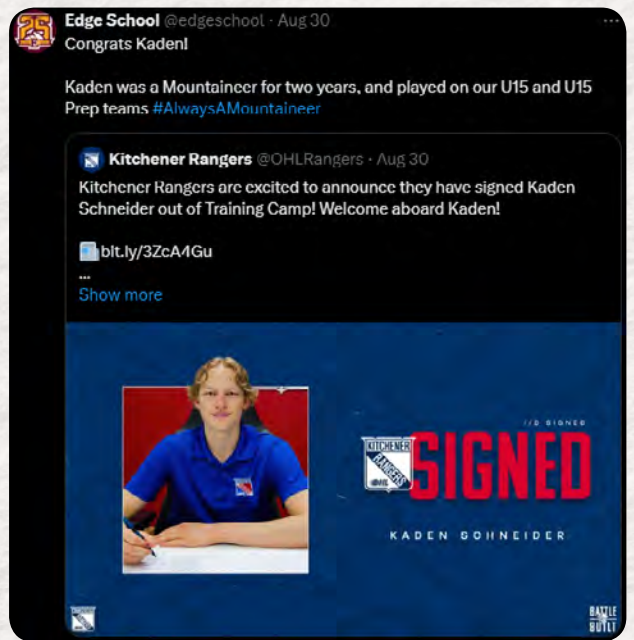 Edge School @edgeschool · Aug 30
Congrats Kaden!
Kaden was a Mountaineer for two years, and played on our U15 and U15
Prep teams #AlwaysAMountaineer
Kitchener Rangers @OHLRangers · Aug 30
Kitchener Rangers are excited to announce they have signed Kaden
Schneider out of Training Camp! Welcome aboard Kaden!
bit.ly/3ZcA4Gu
...
Show more
SIGNED
KITCHENER
RANGERS
SIGNED
KADEN SCHNEIDER
BATTLE
BUILT